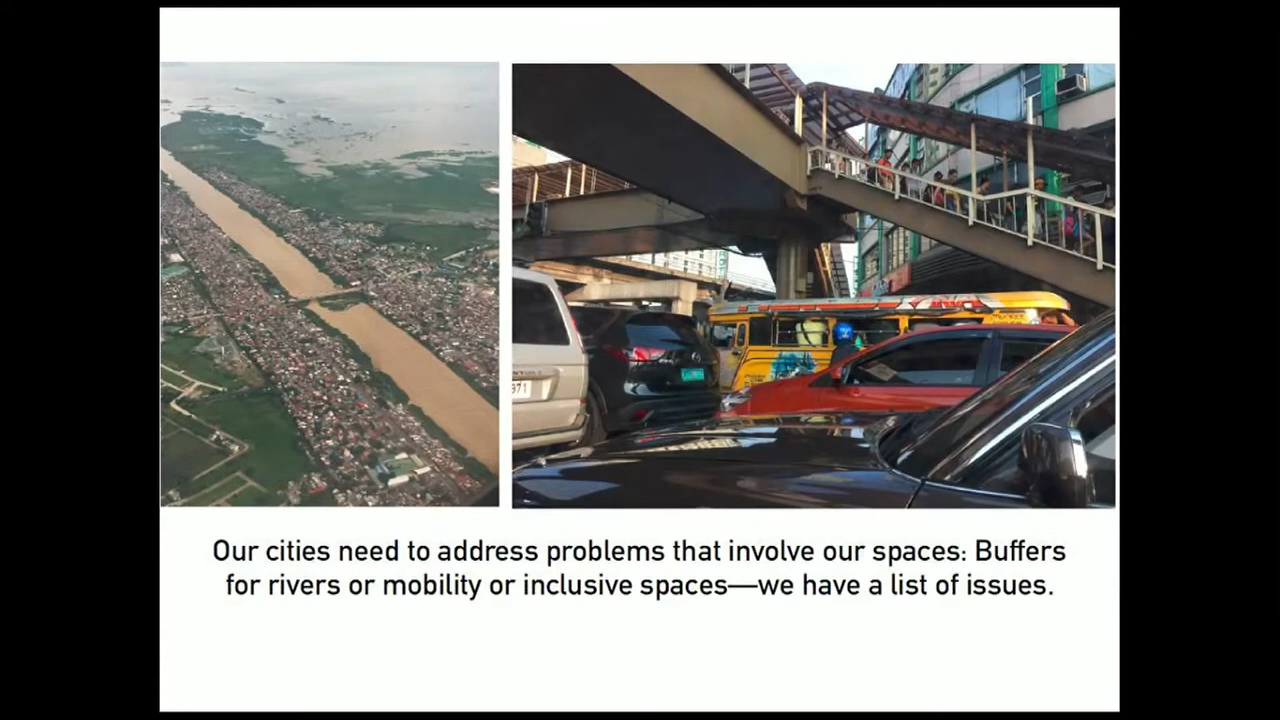 971
Our cities need to address problems that involve our spaces: Buffers
for rivers or mobility or inclusive spaces—we have a list of issues.